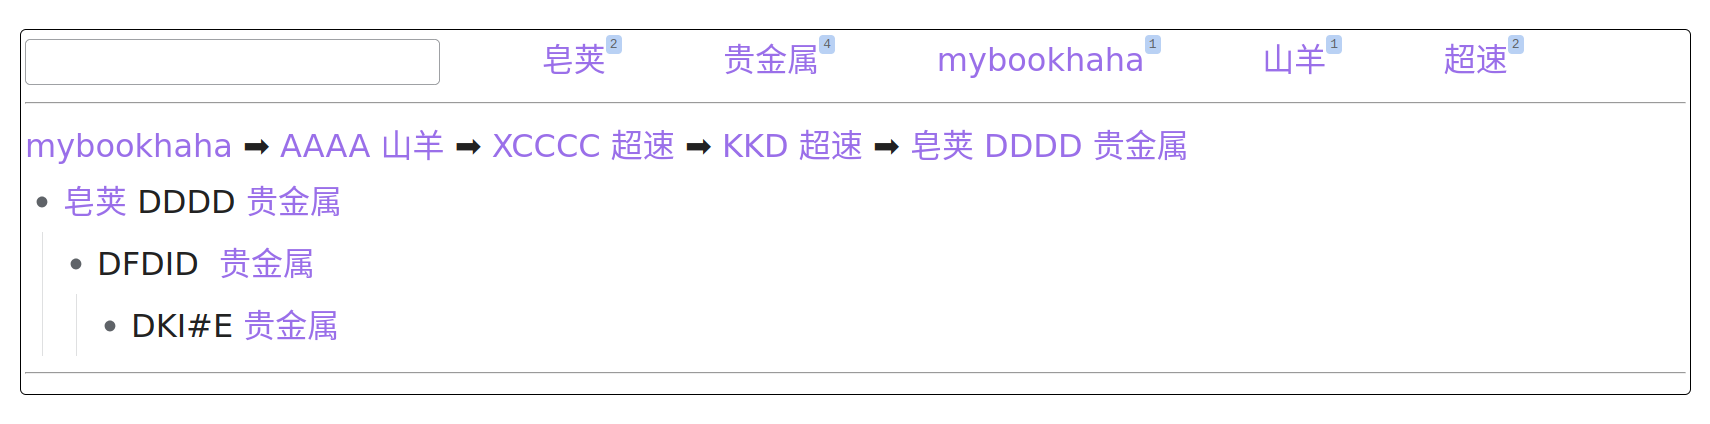 皂荚2 贵金属4 mybookhaha1 山羊1 超速2
mybookhaha ➡ AAAA 山羊 ➡ XCCCC 超速 ➡ KKD 超速 ➡ 皂荚 DDDD 贵金属
• 皂荚 DDDD 贵金属
• DFDID 贵金属
• DKI#E 贵金属